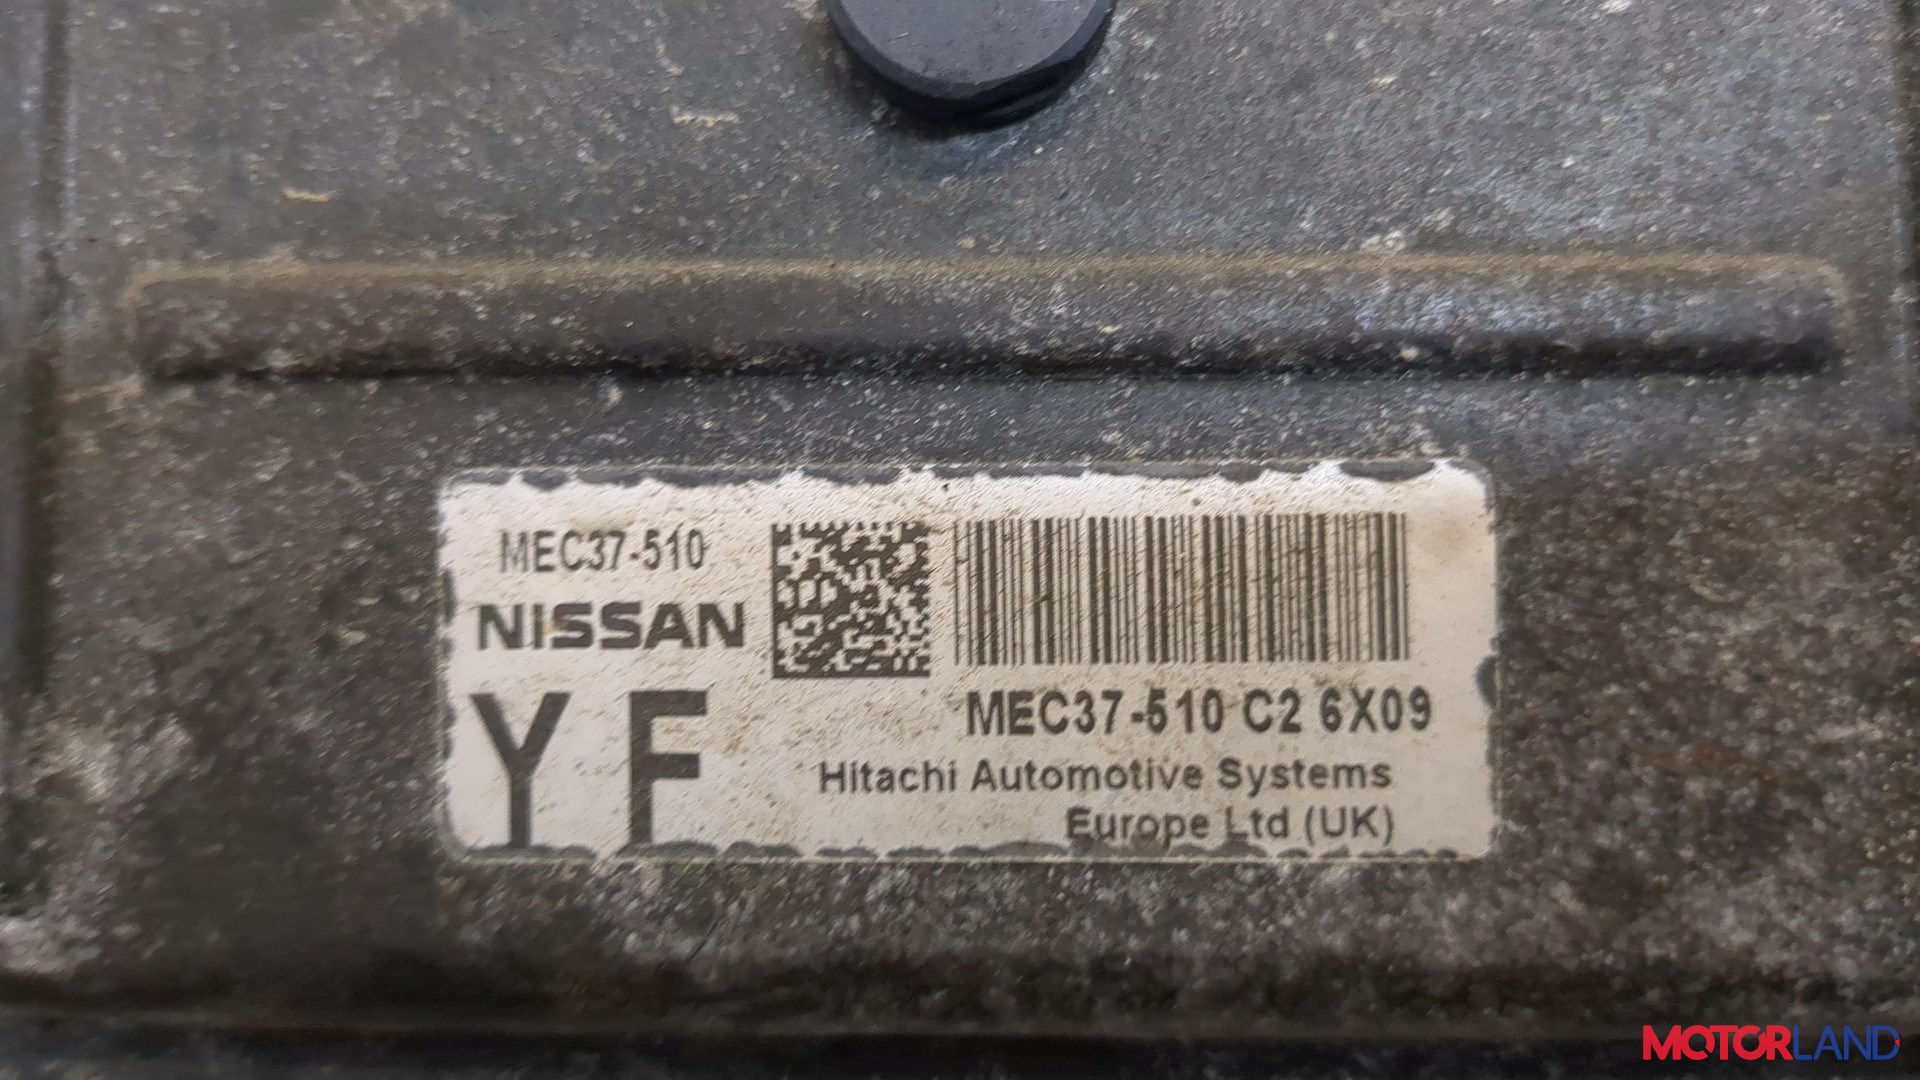 MEC37-510
NISSAN
YF
MEC37-510 C2 6X09
Hitachi Automotive Systems
Europe Ltd (UK)
MOTORLAND